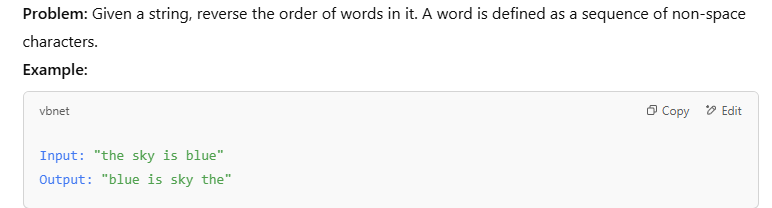 Problem: Given a string, reverse the order of words in it. A word is defined as a sequence of non-space
characters.
Example:
vbnet
Copy
Edit
Input: "the sky is blue"
Output: "blue is sky the"